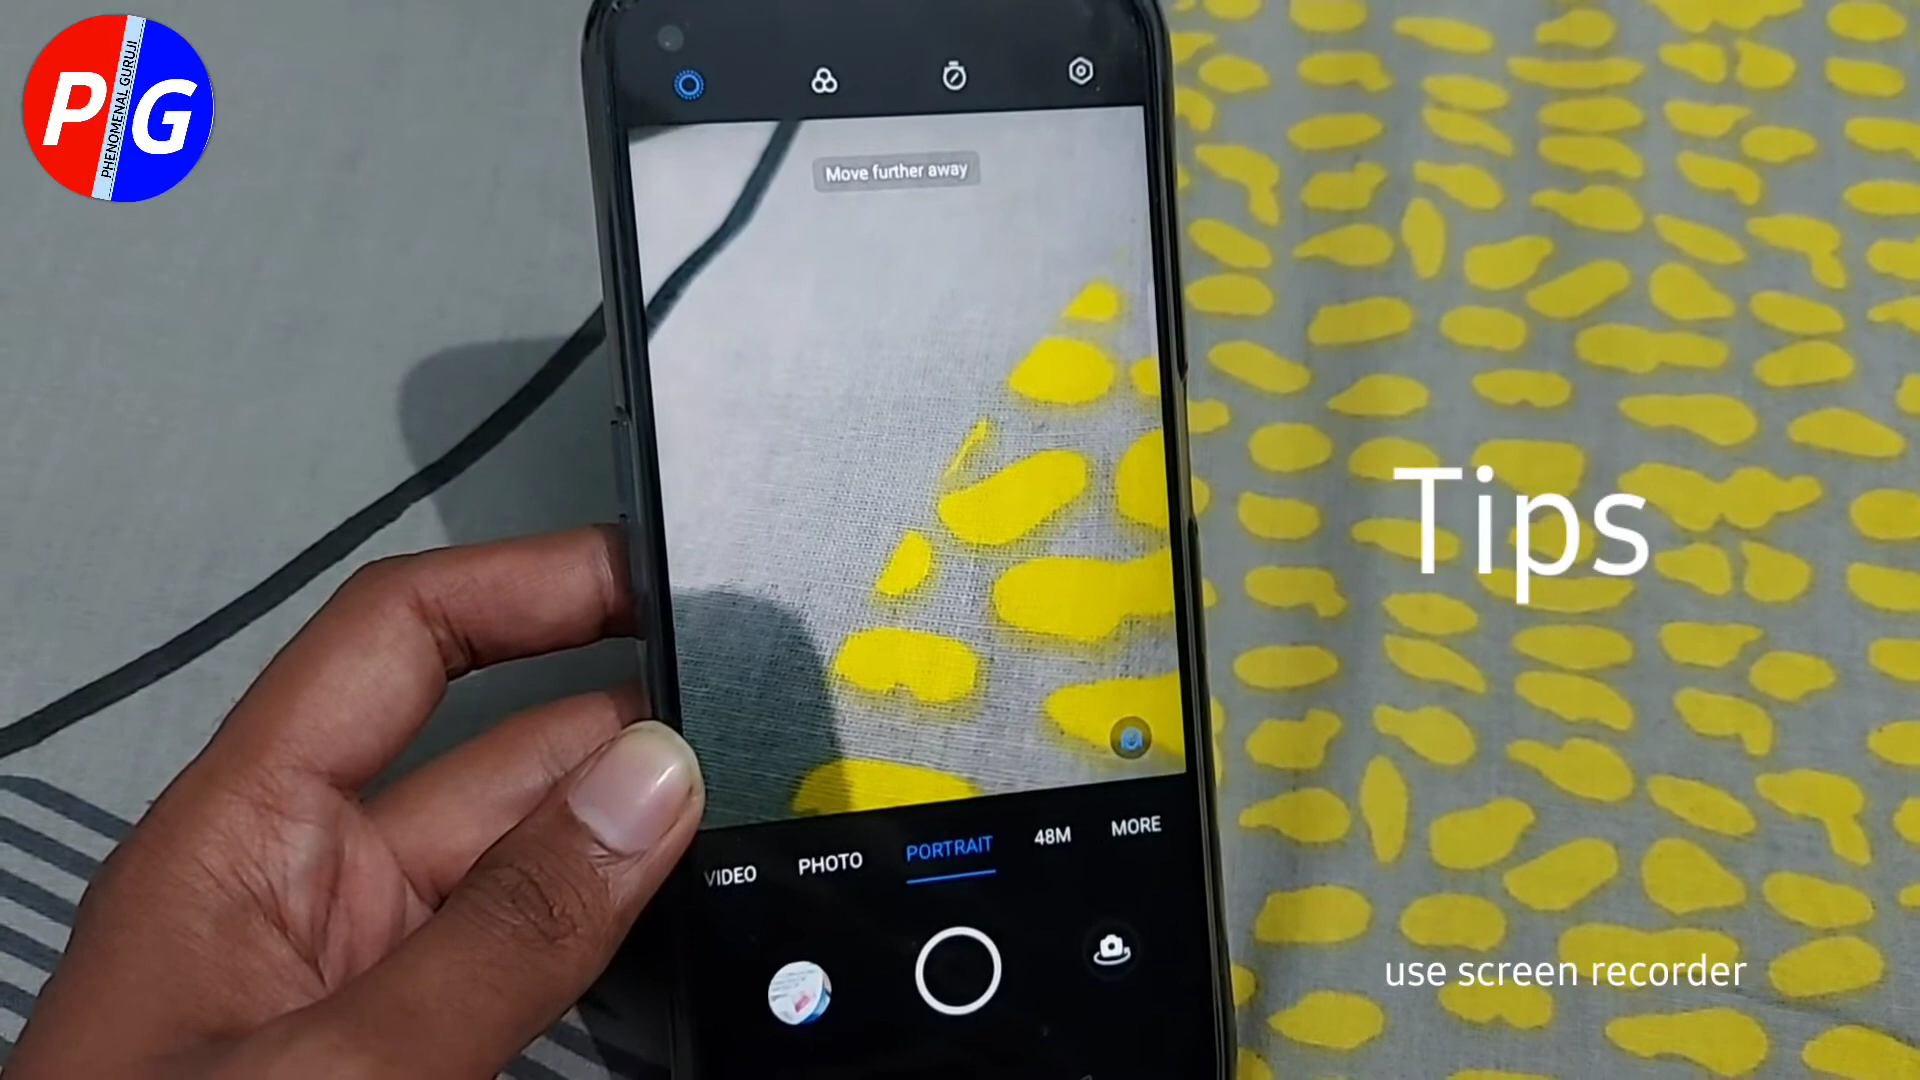 PG
PHENOMENAL GURUJI
Move further away
Tips
VIDEO PHOTO PORTRAIT 48M MORE
use screen recorder